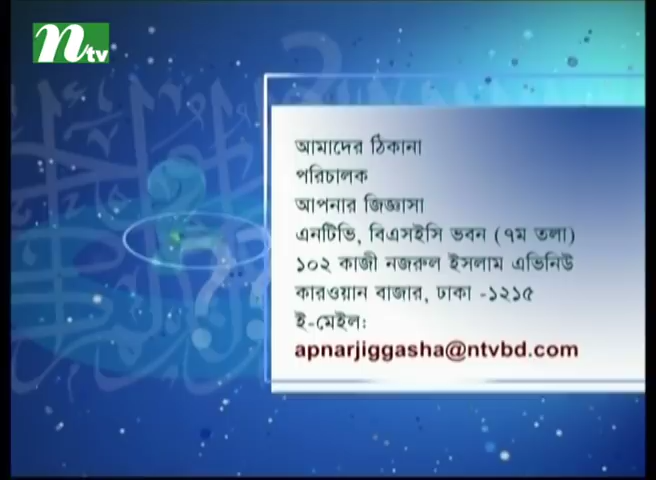 ntv
আমাদের ঠিকানা
পরিচালক
আপনার জিজ্ঞাসা
এনটিভি, বিএসইসি ভবন (৭ম তলা)
১০২ কাজী নজরুল ইসলাম এভিনিউ
কারওয়ান বাজার, ঢাকা -১২১৫
ই-মেইল:
apnarjiggasha@ntvbd.com